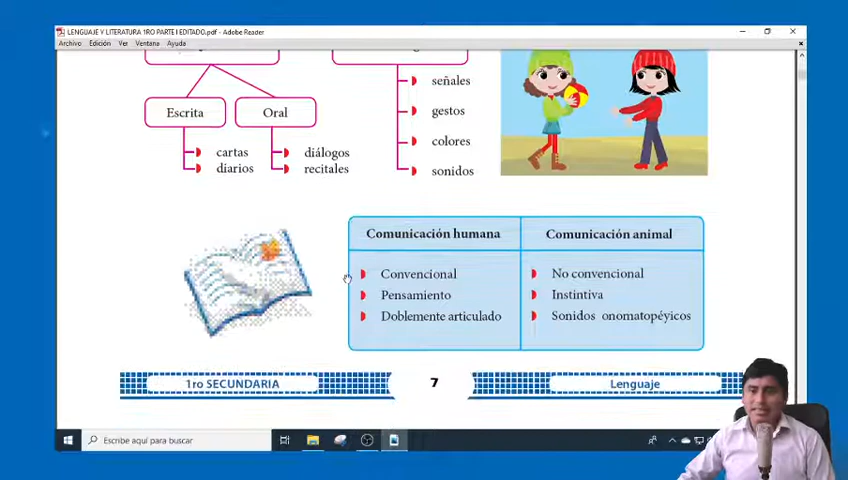 LENGUAJE Y LITERATURA 1RO PARTE I EDITADO.pdf - Adobe Reader
Archivo Edición Ver Ventana Ayuda
Escrita
Oral
cartas
diarios
diálogos
recitales
señales
gestos
colores
sonidos
Comunicación humana
Comunicación animal
Convencional
No convencional
Pensamiento
Instintiva
Doblemente articulado
Sonidos onomatopéyicos
1ro SECUNDARIA
7
Lenguaje
Escribe aquí para buscar